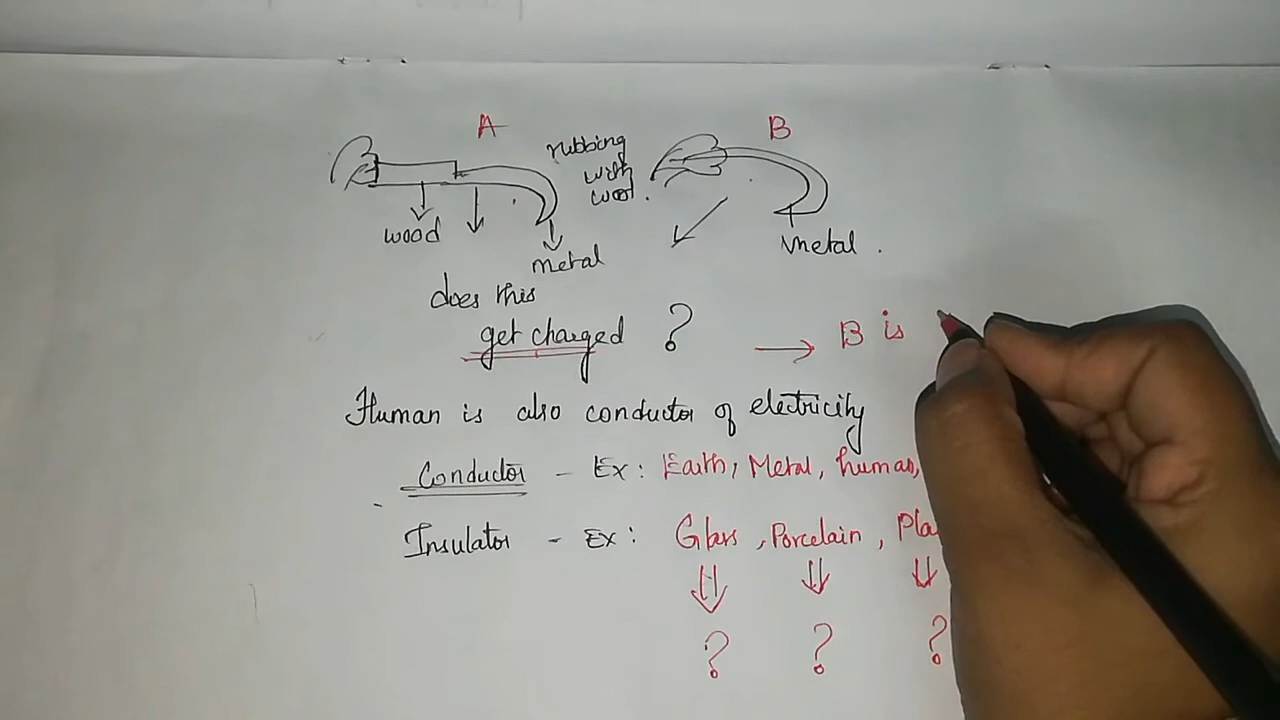 A
B
rubbing
with
wool.
wood
metal
metal.
does this
get charged ?
→ B is
Human is also conductor of electricity
Conductor - Ex: Earth, Metal, human,
Insulator - Ex: Glass, Porcelain, Pla
? ? ?